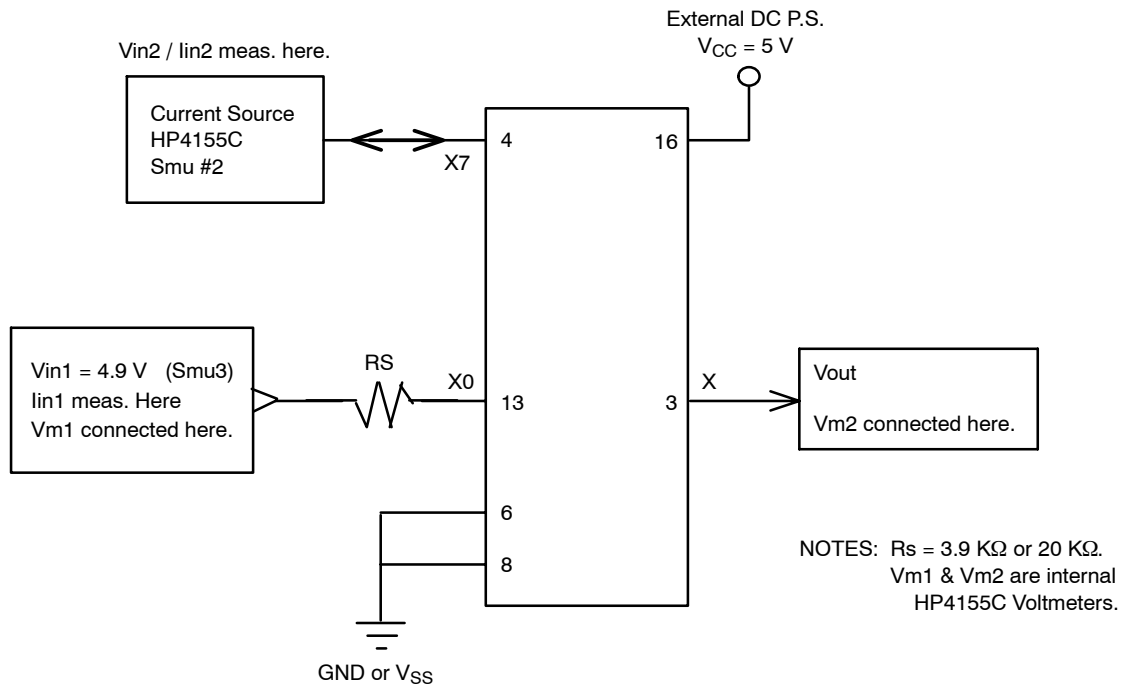 External DC P.S.
VCC = 5 V
Vin2 / Iin2 meas. here.
Current Source
HP4155C
Smu #2
X7
4
16
Vin1 = 4.9 V (Smu3)
Iin1 meas. Here
Vm1 connected here.
RS
X0
13
3
X
Vout
Vm2 connected here.
6
8
GND or VSS
NOTES: Rs = 3.9 KΩ or 20 KΩ.
Vm1 & Vm2 are internal
HP4155C Voltmeters.